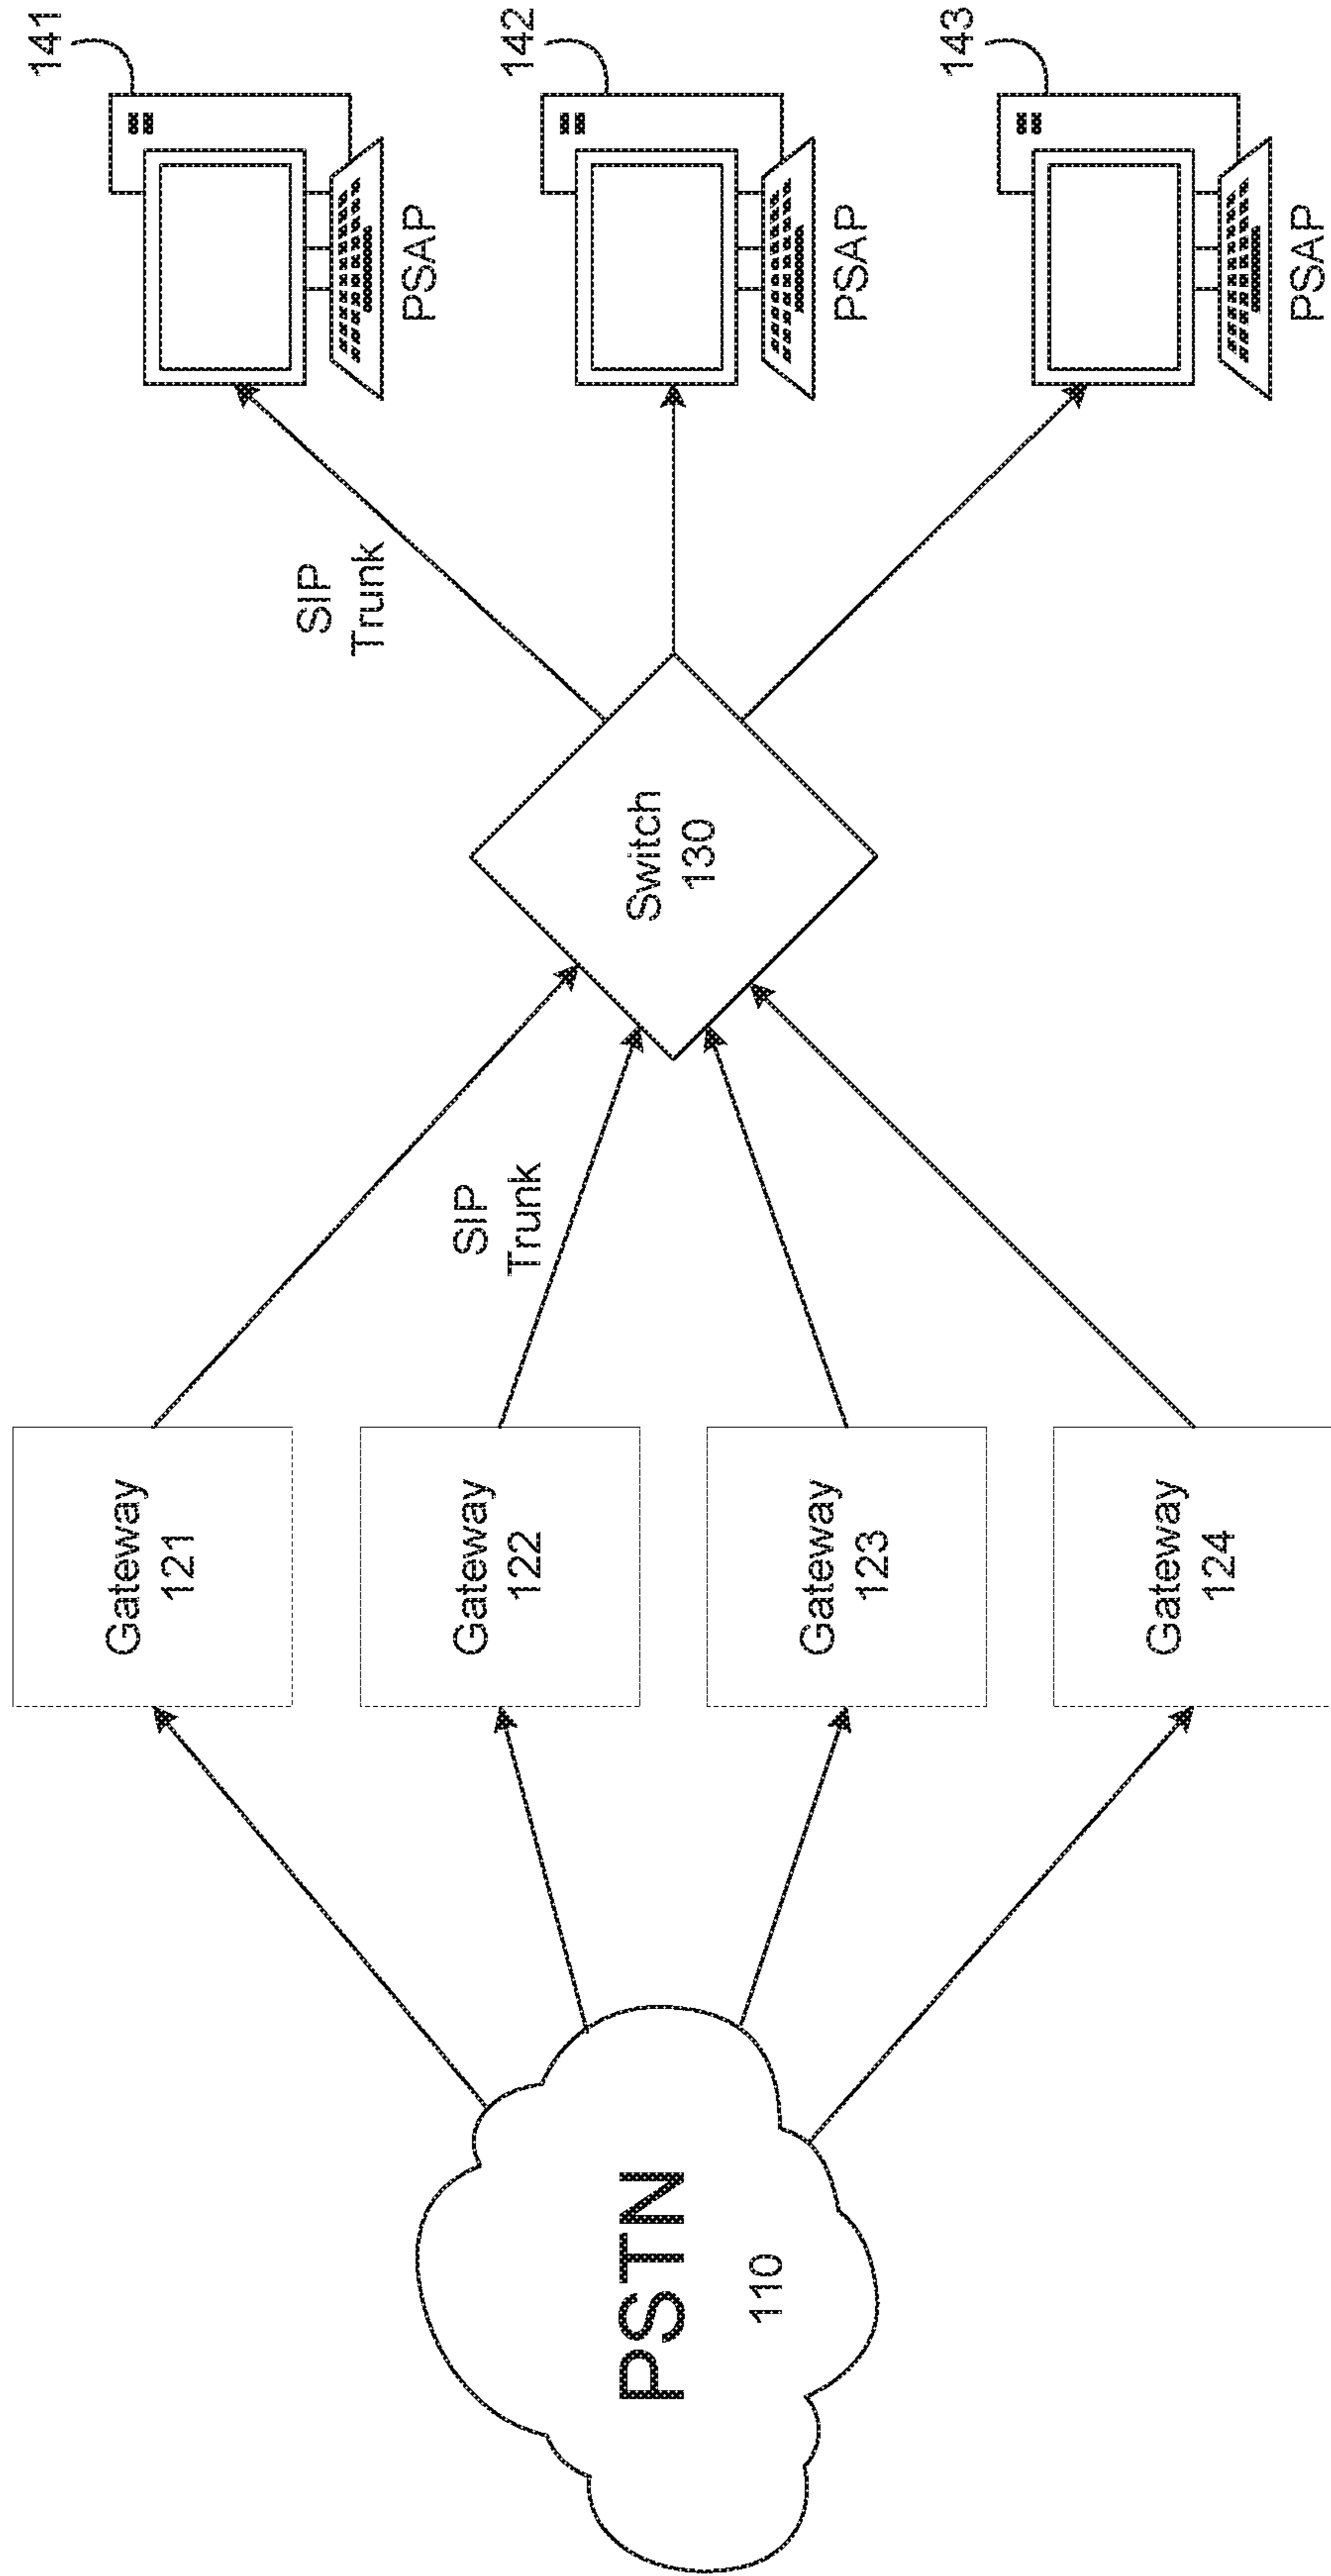 PSTN
110
Gateway
121
Gateway
122
Gateway
123
Gateway
124
SIP
Trunk
Switch
130
SIP
Trunk
141
PSAP
142
PSAP
143
PSAP